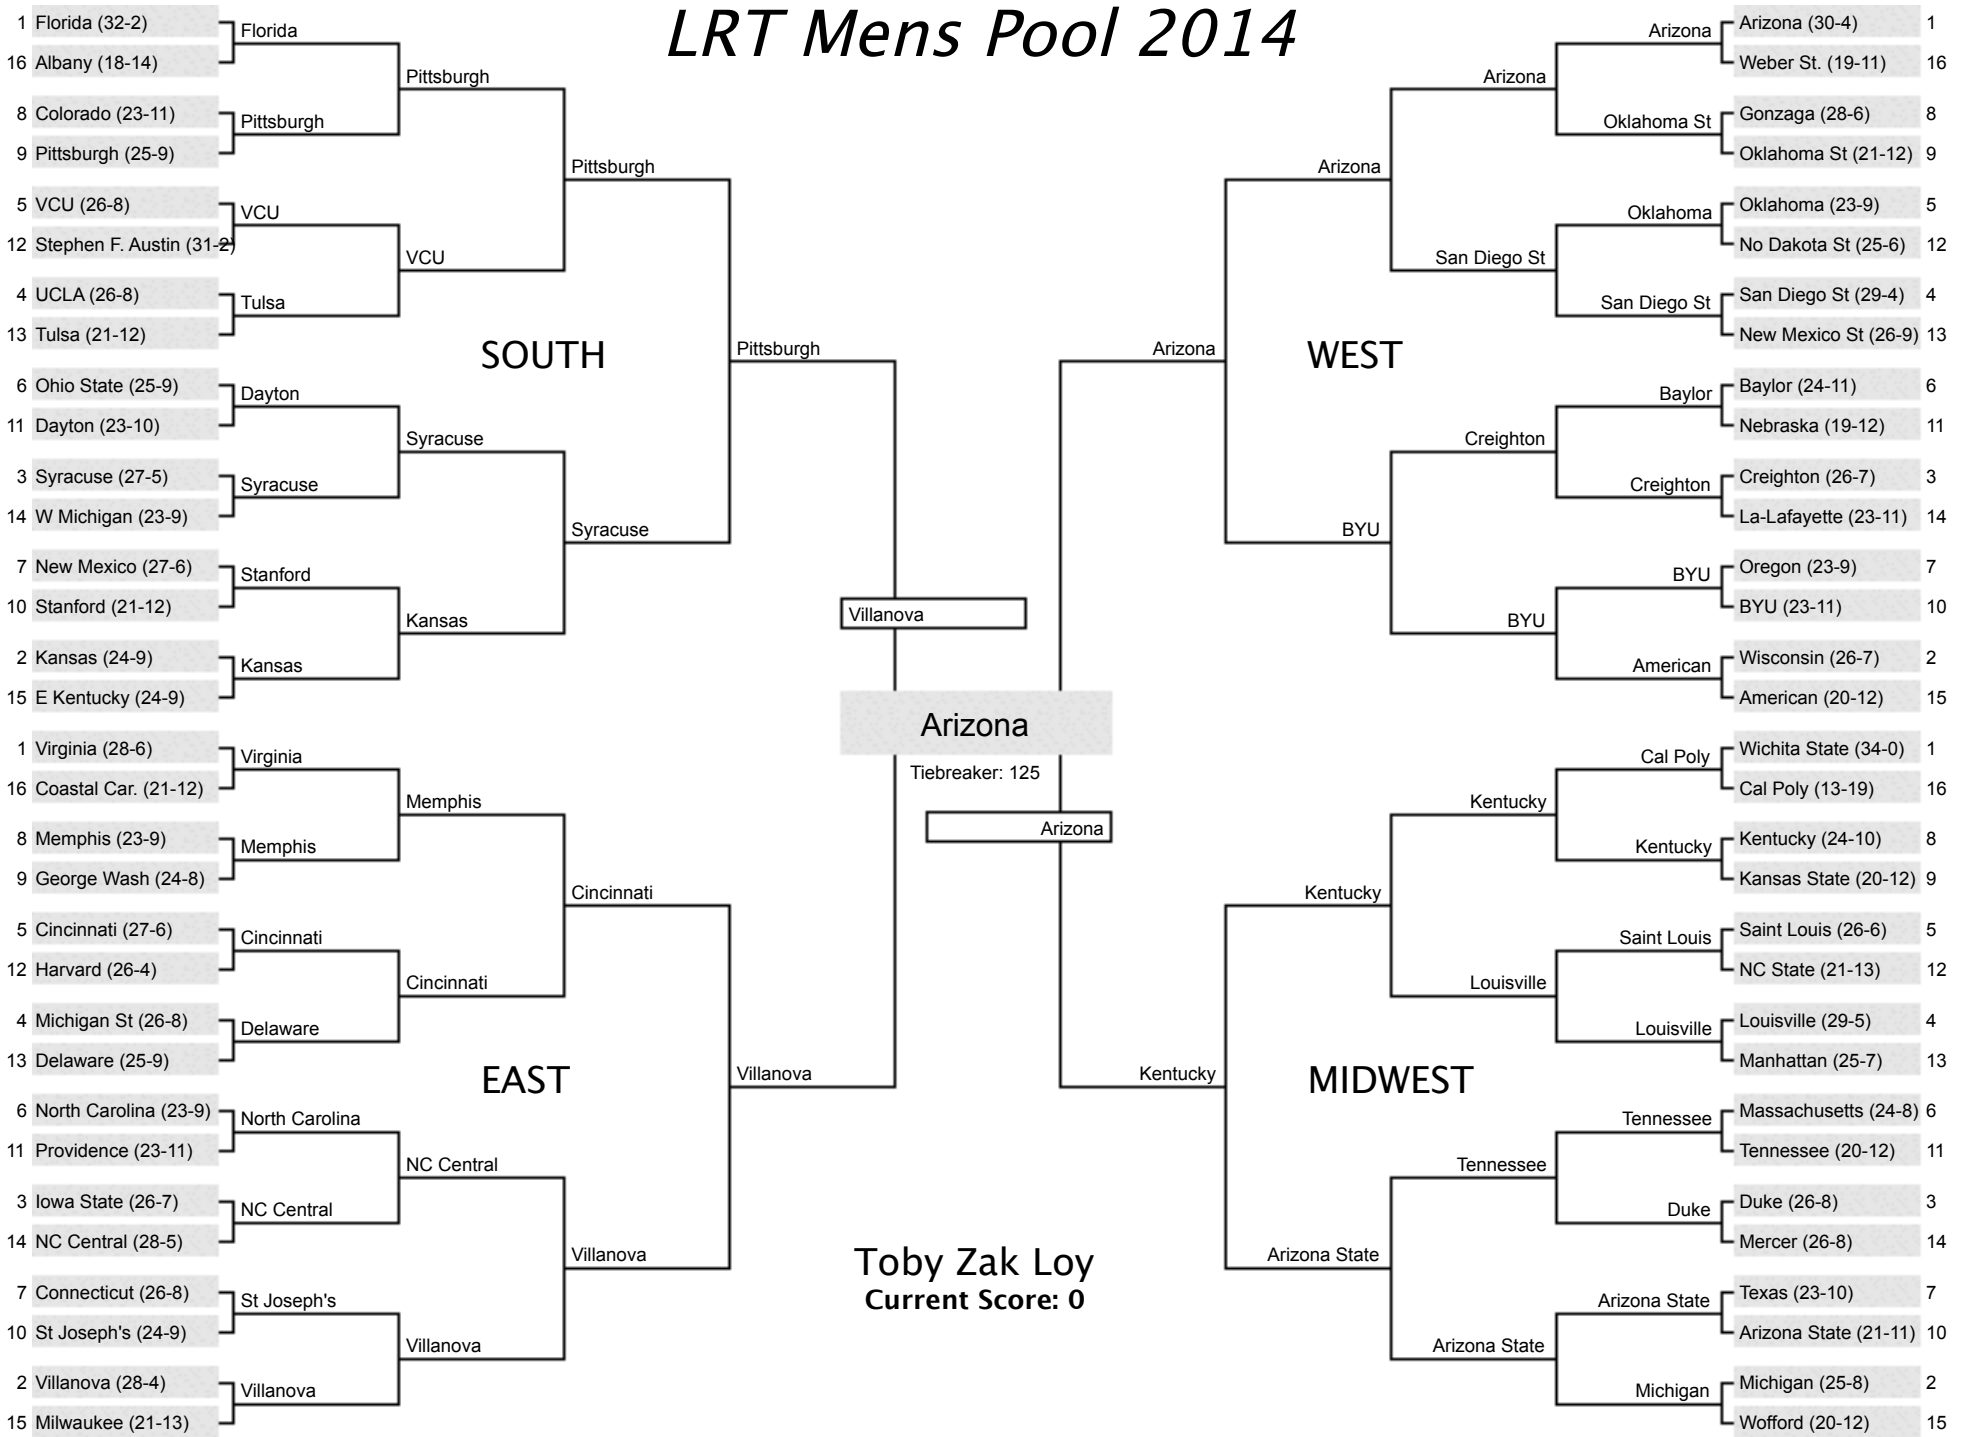 LRT Mens Pool 2014
1 Florida (32-2)
16 Albany (18-14)
8 Colorado (23-11)
9 Pittsburgh (25-9)
5 VCU (26-8)
12 Stephen F. Austin (31-2)
4 UCLA (26-8)
13 Tulsa (21-12)
6 Ohio State (25-9)
11 Dayton (23-10)
3 Syracuse (27-5)
14 W Michigan (23-9)
7 New Mexico (27-6)
10 Stanford (21-12)
2 Kansas (24-9)
15 E Kentucky (24-9)
Florida
Pittsburgh
VCU
Tulsa
Dayton
Syracuse
Stanford
Kansas
Pittsburgh
VCU
Syracuse
Kansas
Pittsburgh
Syracuse
SOUTH
Pittsburgh
1 Virginia (28-6)
16 Coastal Car. (21-12)
8 Memphis (23-9)
9 George Wash (24-8)
5 Cincinnati (27-6)
12 Harvard (26-4)
4 Michigan St (26-8)
13 Delaware (25-9)
6 North Carolina (23-9)
11 Providence (23-11)
3 Iowa State (26-7)
14 NC Central (28-5)
7 Connecticut (26-8)
10 St Joseph's (24-9)
2 Villanova (28-4)
15 Milwaukee (21-13)
Virginia
Memphis
Cincinnati
Delaware
North Carolina
NC Central
St Joseph's
Villanova
Memphis
Cincinnati
NC Central
Villanova
Cincinnati
Villanova
EAST
Villanova
Villanova
Arizona
Tiebreaker: 125
Arizona
Toby Zak Loy
Current Score: 0
Arizona (30-4) 1
Weber St. (19-11) 16
Gonzaga (28-6) 8
Oklahoma St (21-12) 9
Oklahoma (23-9) 5
No Dakota St (25-6) 12
San Diego St (29-4) 4
New Mexico St (26-9) 13
Baylor (24-11) 6
Nebraska (19-12) 11
Creighton (26-7) 3
La-Lafayette (23-11) 14
Oregon (23-9) 7
BYU (23-11) 10
Wisconsin (26-7) 2
American (20-12) 15
Arizona
Oklahoma St
Oklahoma
San Diego St
Baylor
Creighton
BYU
American
Arizona
San Diego St
Creighton
BYU
Arizona
BYU
WEST
Arizona
Wichita State (34-0) 1
Cal Poly (13-19) 16
Kentucky (24-10) 8
Kansas State (20-12) 9
Saint Louis (26-6) 5
NC State (21-13) 12
Louisville (29-5) 4
Manhattan (25-7) 13
Massachusetts (24-8) 6
Tennessee (20-12) 11
Duke (26-8) 3
Mercer (26-8) 14
Texas (23-10) 7
Arizona State (21-11) 10
Michigan (25-8) 2
Wofford (20-12) 15
Cal Poly
Kentucky
Saint Louis
Louisville
Tennessee
Duke
Arizona State
Michigan
Kentucky
Louisville
Tennessee
Arizona State
Kentucky
Arizona State
MIDWEST
Kentucky